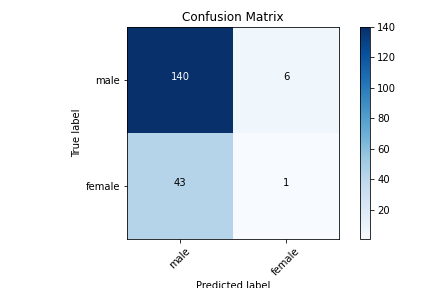 Confusion Matrix
140
120
100
80
60
40
20
True label
male
female
140 6
43 1
male female
Predicted label